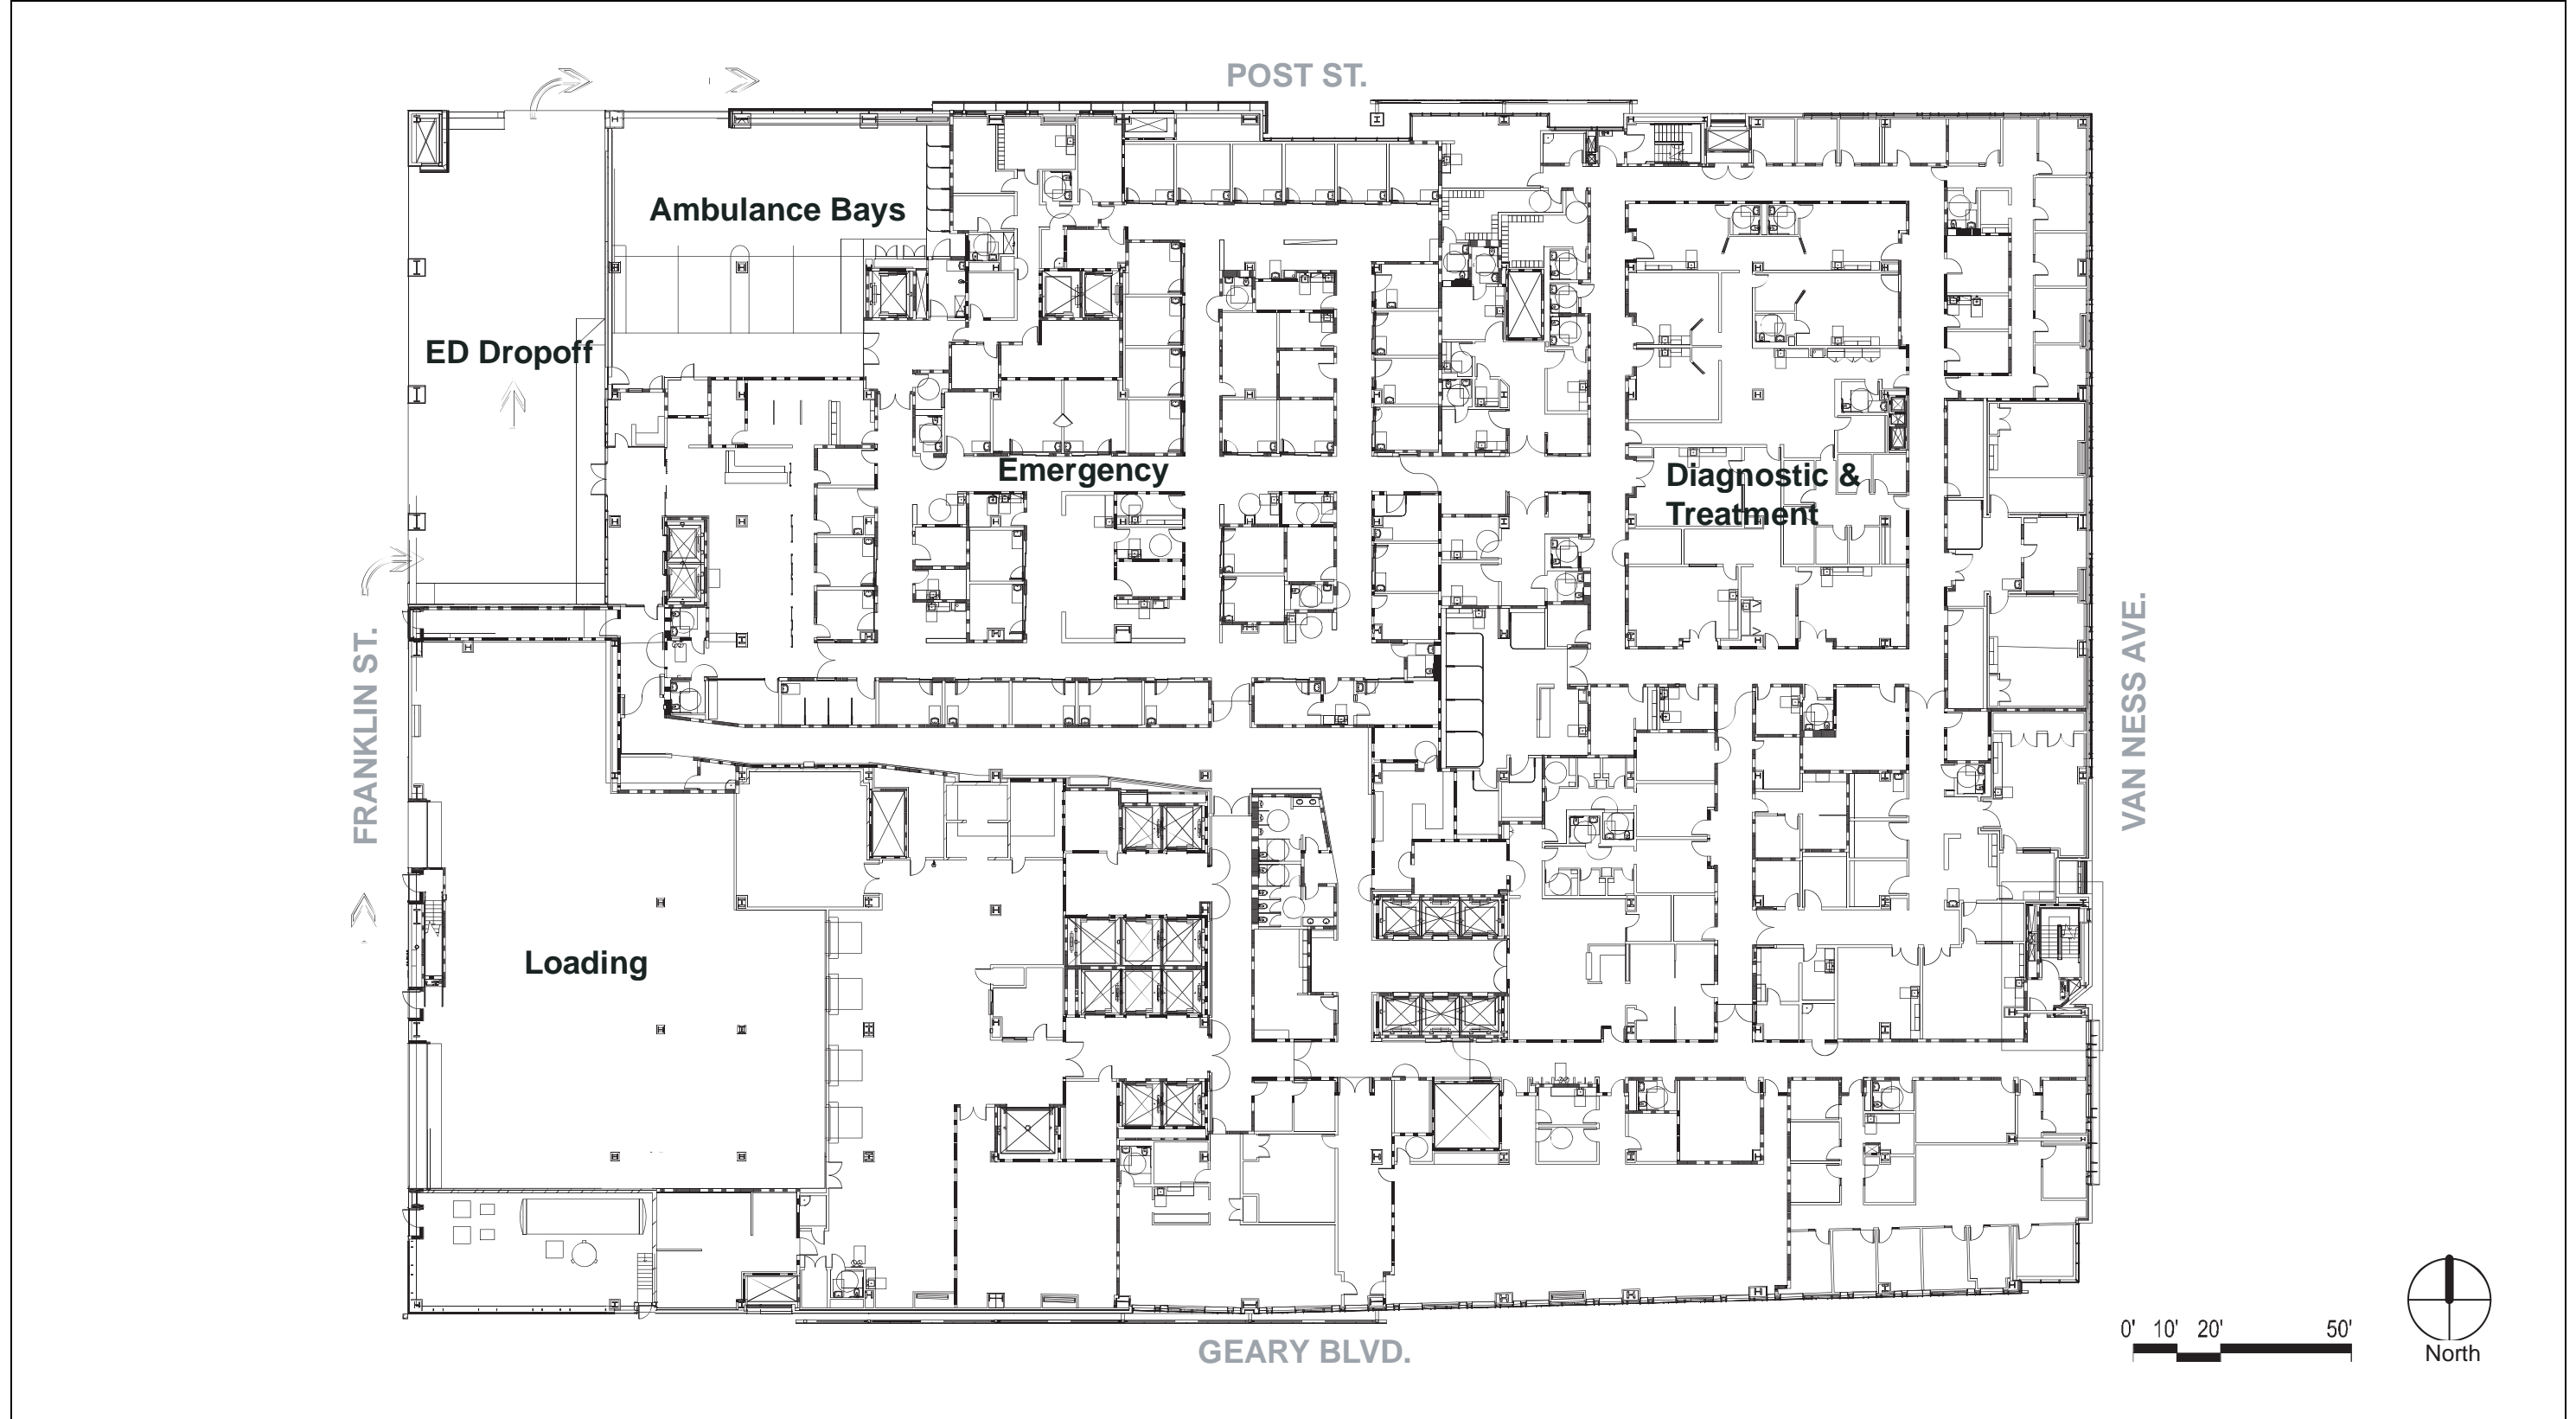 POST ST.
Ambulance Bays
ED Dropoff
Emergency
Diagnostic &
Treatment
FRANKLIN ST.
VAN NESS AVE.
Loading
GEARY BLVD.
0' 10' 20' 50'
North